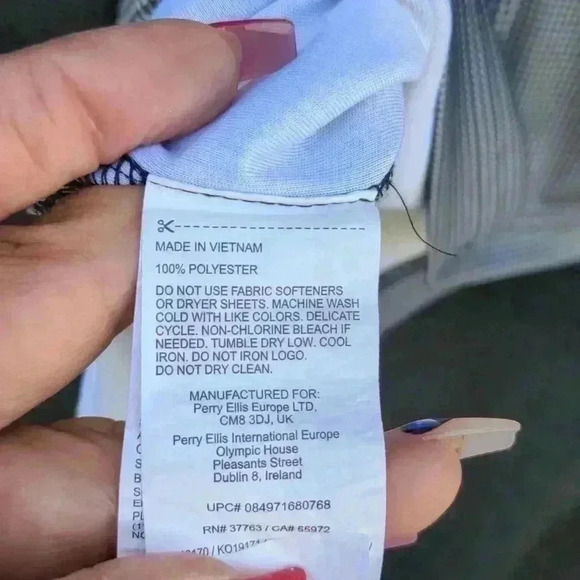 MADE IN VIETNAM
100% POLYESTER
DO NOT USE FABRIC SOFTENERS
OR DRYER SHEETS. MACHINE WASH
COLD WITH LIKE COLORS. DELICATE
CYCLE. NON-CHLORINE BLEACH IF
NEEDED. TUMBLE DRY LOW. COOL
IRON. DO NOT IRON LOGO.
DO NOT DRY CLEAN.
MANUFACTURED FOR:
Perry Ellis Europe LTD.
CM8 3DJ, UK
Perry Ellis International Europe
Olympic House
Pleasants Street
Dublin 8, Ireland
UPC# 084971680768
RN# 37763 / CA# 55972